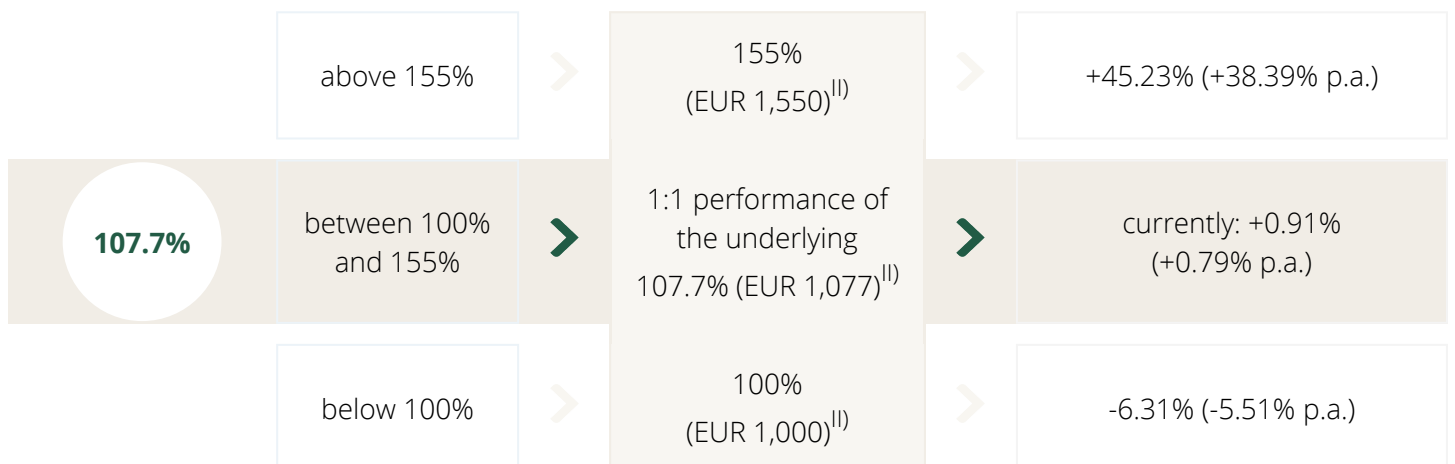 above 155%
155%
(EUR 1,550)II)
+45.23% (+38.39% p.a.)
107.7%
between 100%
and 155%
1:1 performance of
the underlying
107.7% (EUR 1,077)II)
currently: +0.91%
(+0.79% p.a.)
below 100%
100%
(EUR 1,000)II)
-6.31% (-5.51% p.a.)